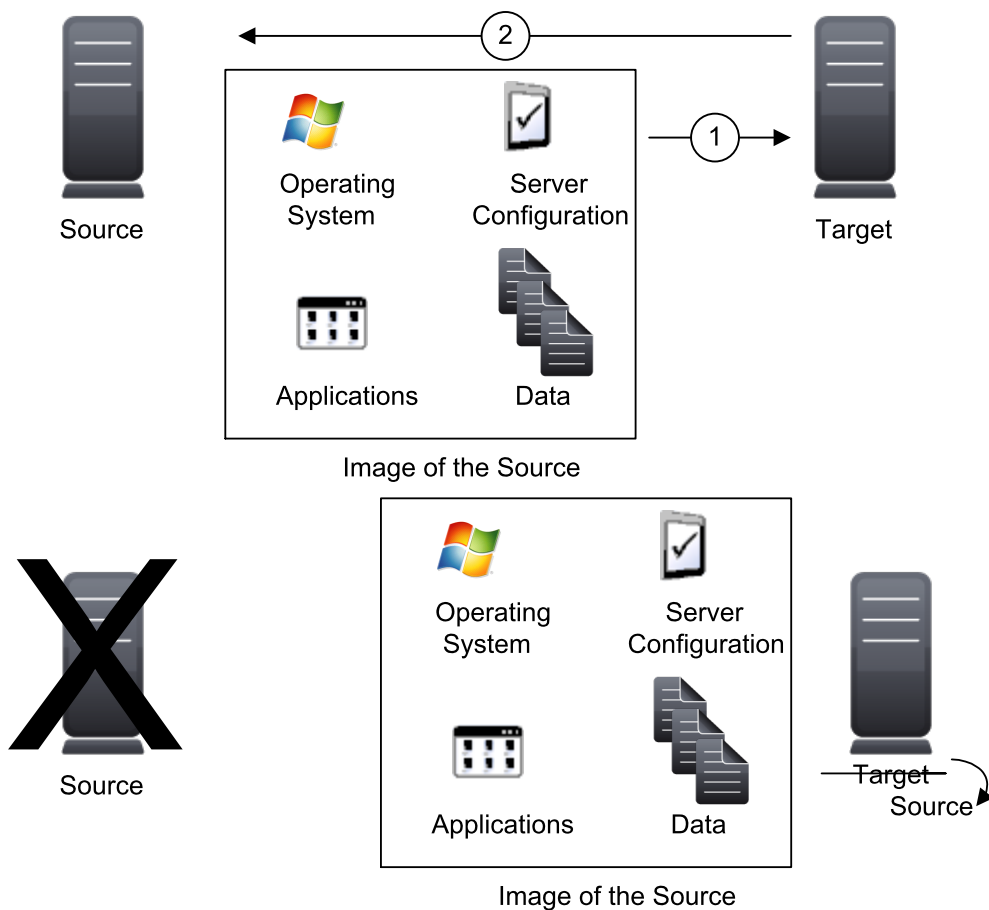 2
1
Operating
System
Server
Configuration
Source
Target
Applications
Data
Image of the Source
Operating
System
Server
Configuration
Source
Target
Source
Applications
Data
Image of the Source